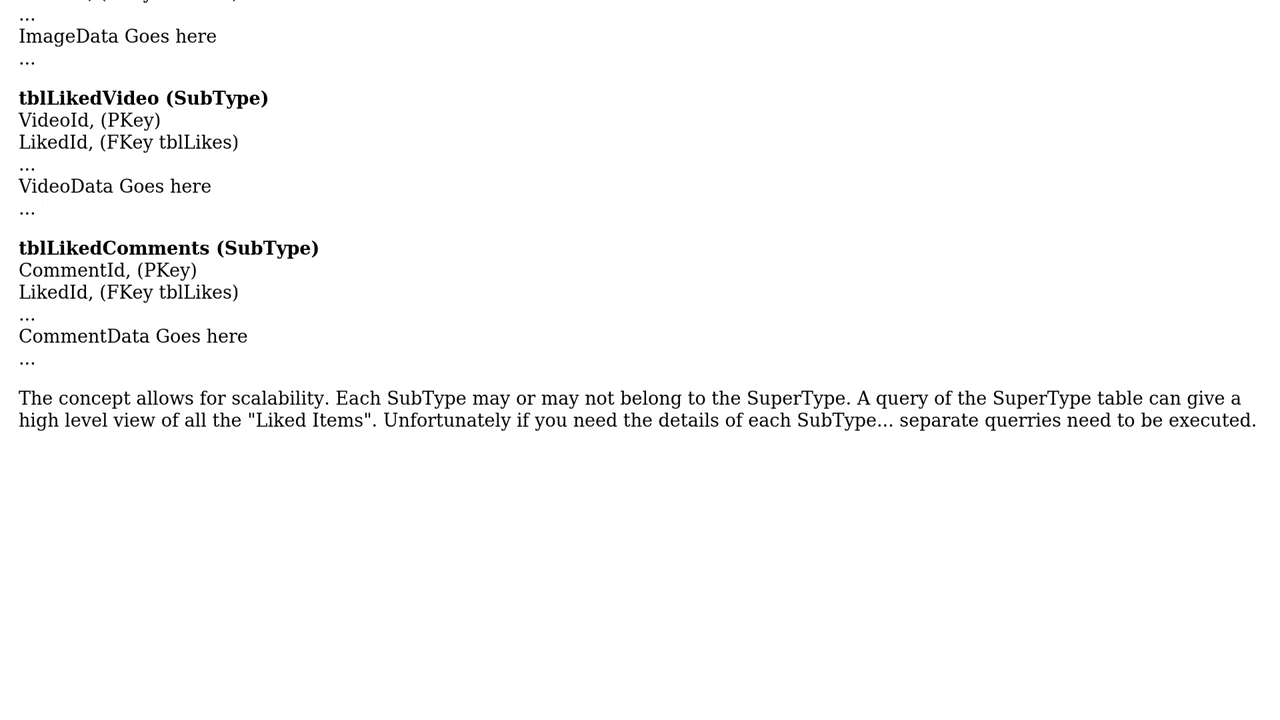 ...
ImageData Goes here
...
tblLikedVideo (SubType)
VideoId, (PKey)
LikedId, (FKey tblLikes)
...
VideoData Goes here
...
tblLikedComments (SubType)
CommentId, (PKey)
LikedId, (FKey tblLikes)
...
CommentData Goes here
...
The concept allows for scalability. Each SubType may or may not belong to the SuperType. A query of the SuperType table can give a
high level view of all the "Liked Items". Unfortunately if you need the details of each SubType... separate querries need to be executed.